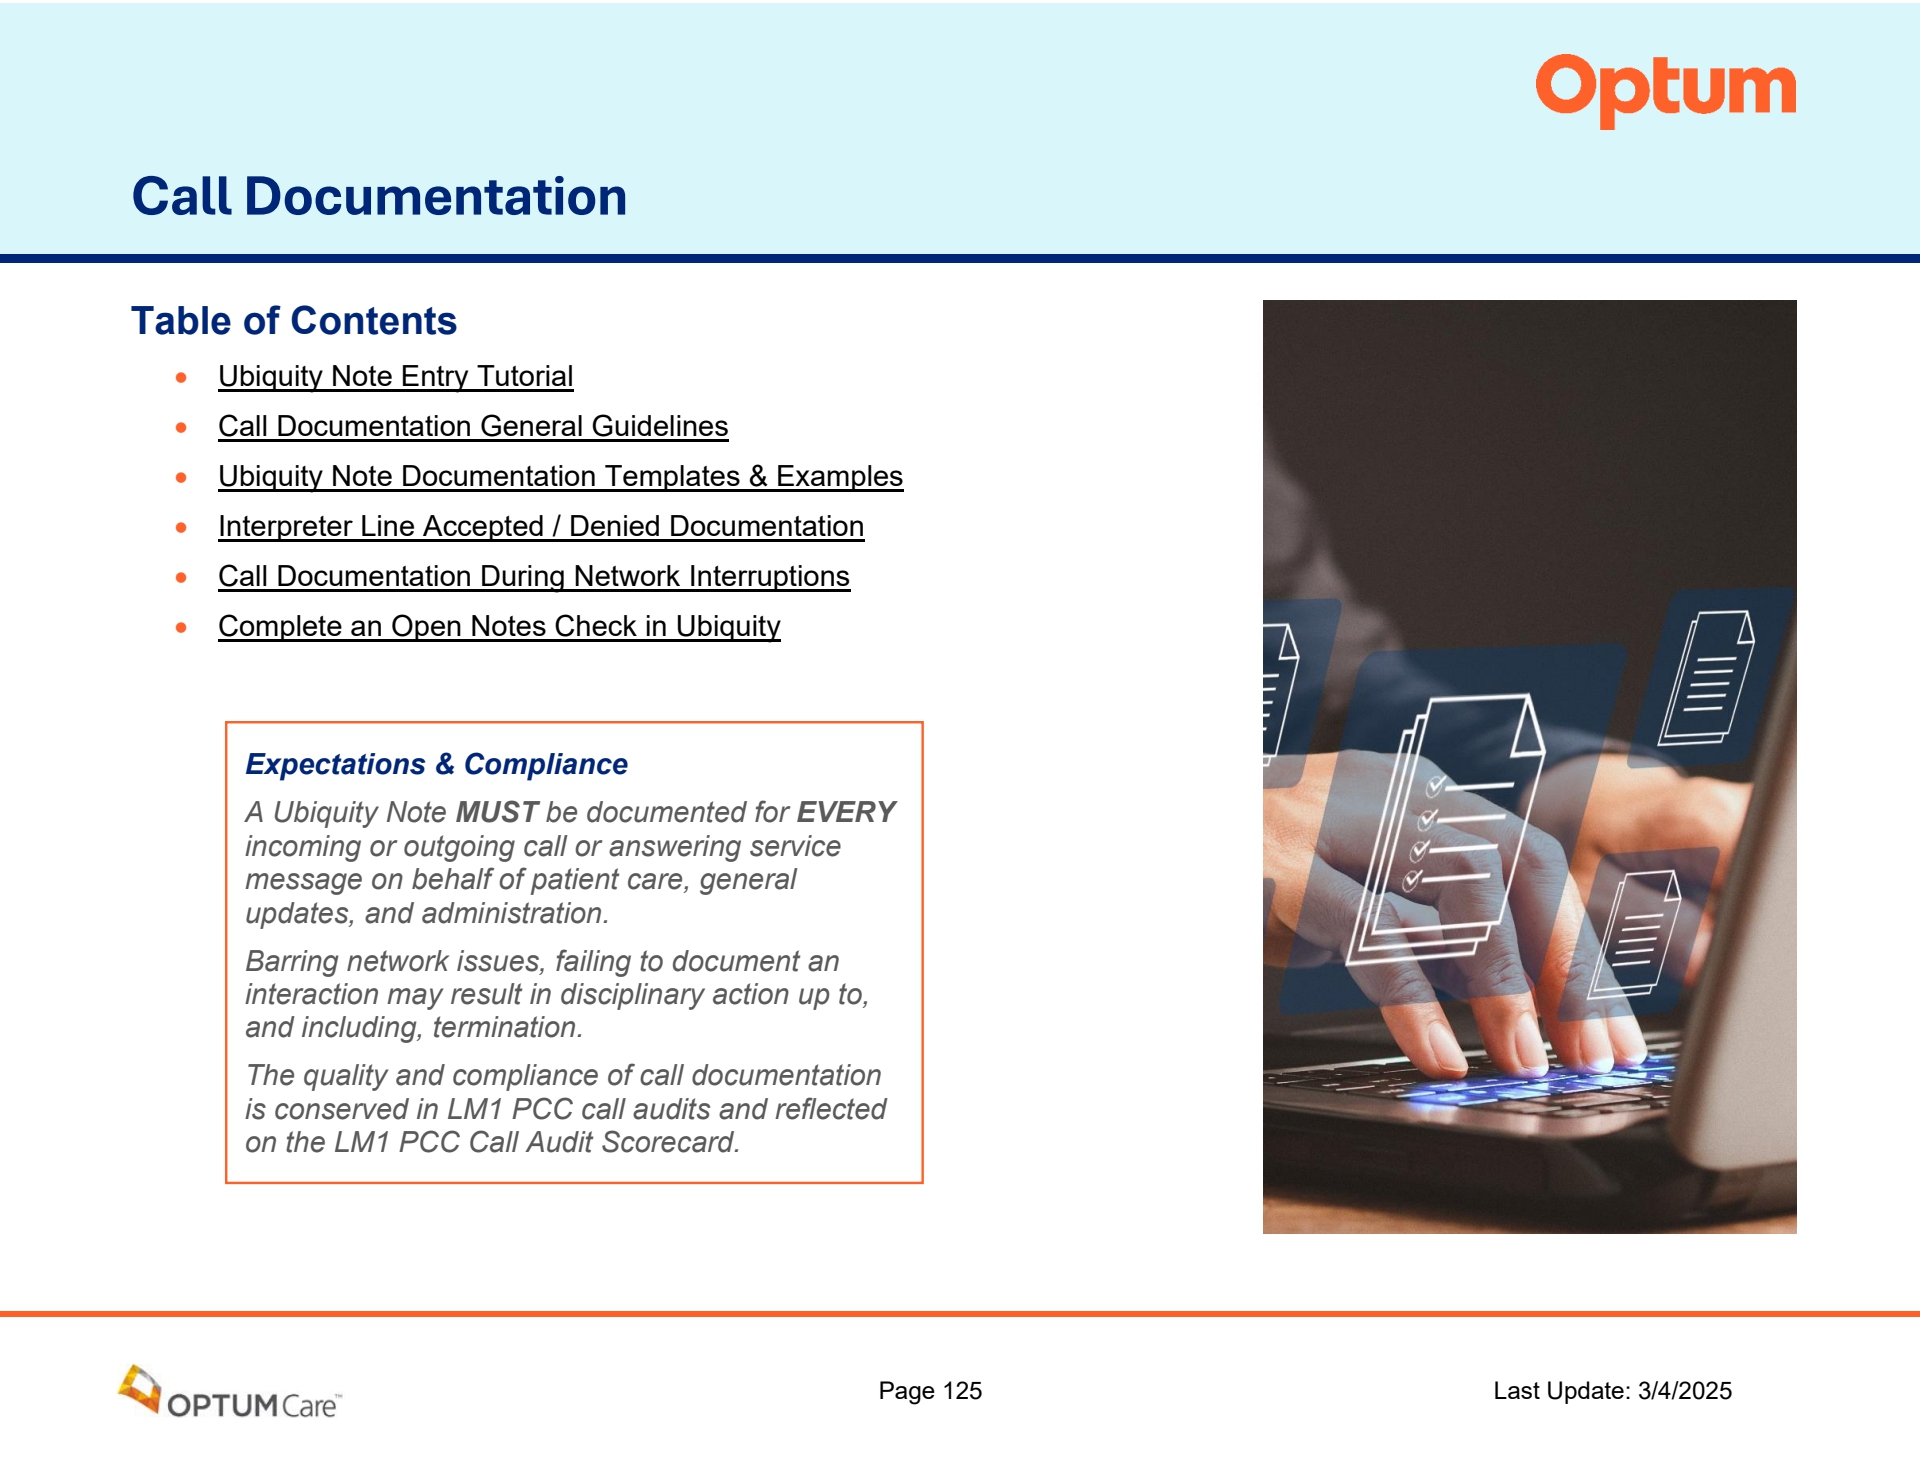 Optum
Call Documentation
Table of Contents
• Ubiquity Note Entry Tutorial
• Call Documentation General Guidelines
• Ubiquity Note Documentation Templates & Examples
• Interpreter Line Accepted / Denied Documentation
• Call Documentation During Network Interruptions
• Complete an Open Notes Check in Ubiquity
Expectations & Compliance
A Ubiquity Note MUST be documented for EVERY
incoming or outgoing call or answering service
message on behalf of patient care, general
updates, and administration.
Barring network issues, failing to document an
interaction may result in disciplinary action up to,
and including, termination.
The quality and compliance of call documentation
is conserved in LM1 PCC call audits and reflected
on the LM1 PCC Call Audit Scorecard.
OPTUM Care™
Page 125
Last Update: 3/4/2025